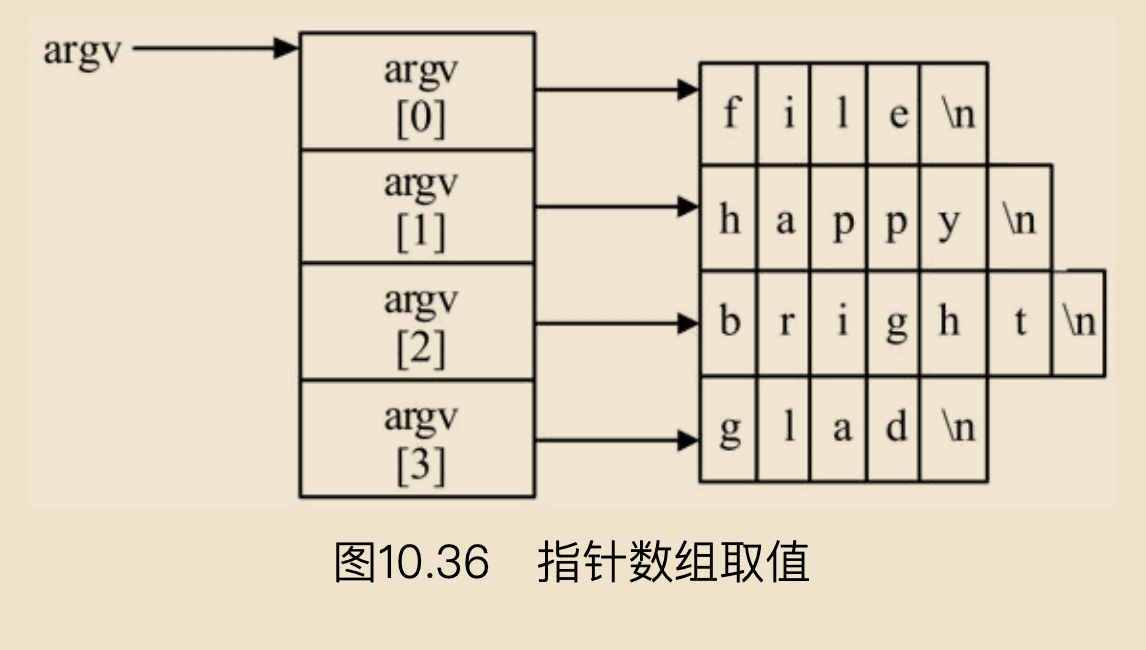 argv
argv
[0]
f i l e \n
argv
[1]
h a p p y \n
argv
[2]
b r i g h t \n
argv
[3]
g l a d \n
图10.36 指针数组取值